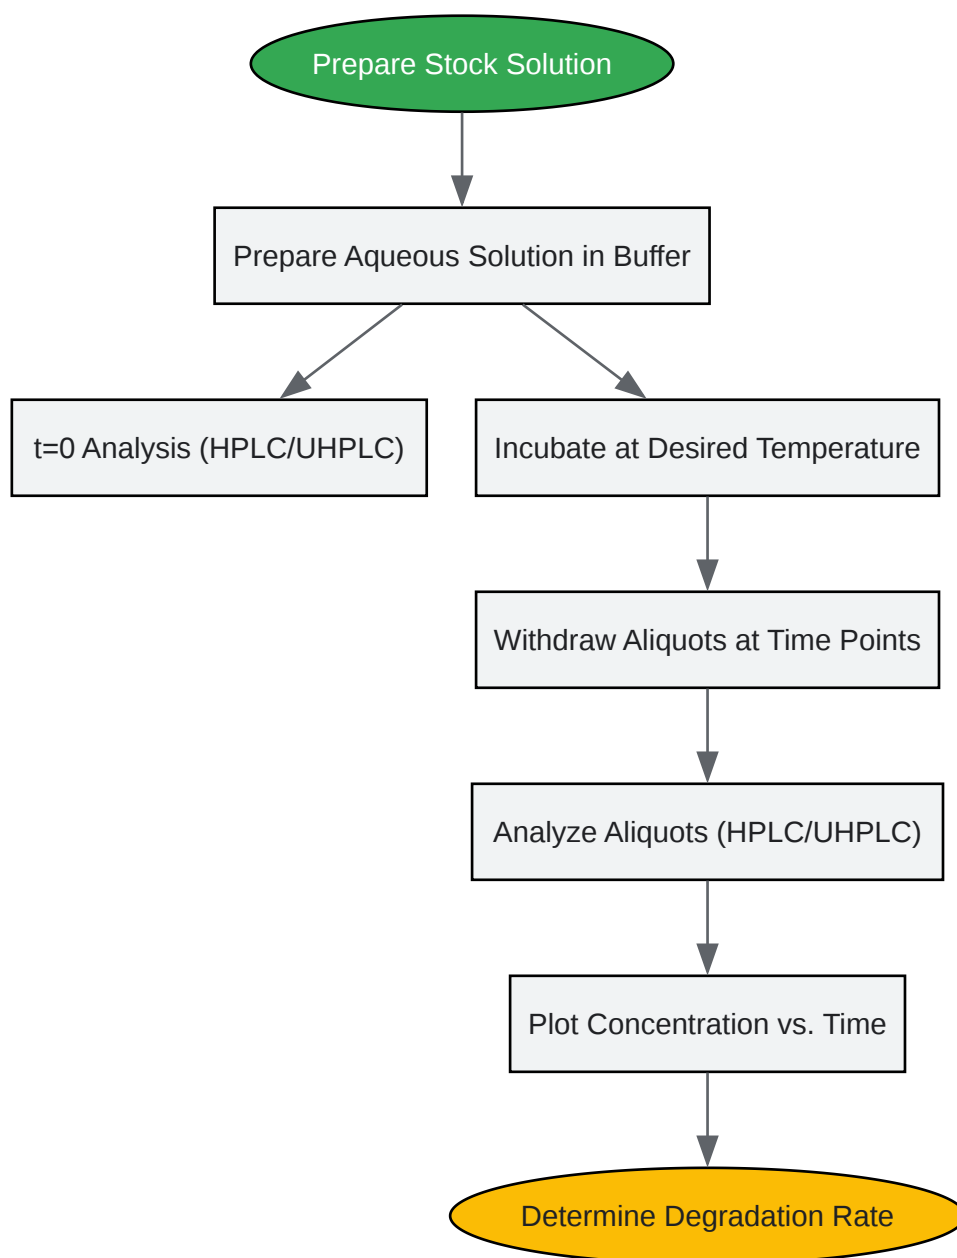 Prepare Stock Solution
Prepare Aqueous Solution in Buffer
t=0 Analysis (HPLC/UHPLC)
Incubate at Desired Temperature
Withdraw Aliquots at Time Points
Analyze Aliquots (HPLC/UHPLC)
Plot Concentration vs. Time
Determine Degradation Rate